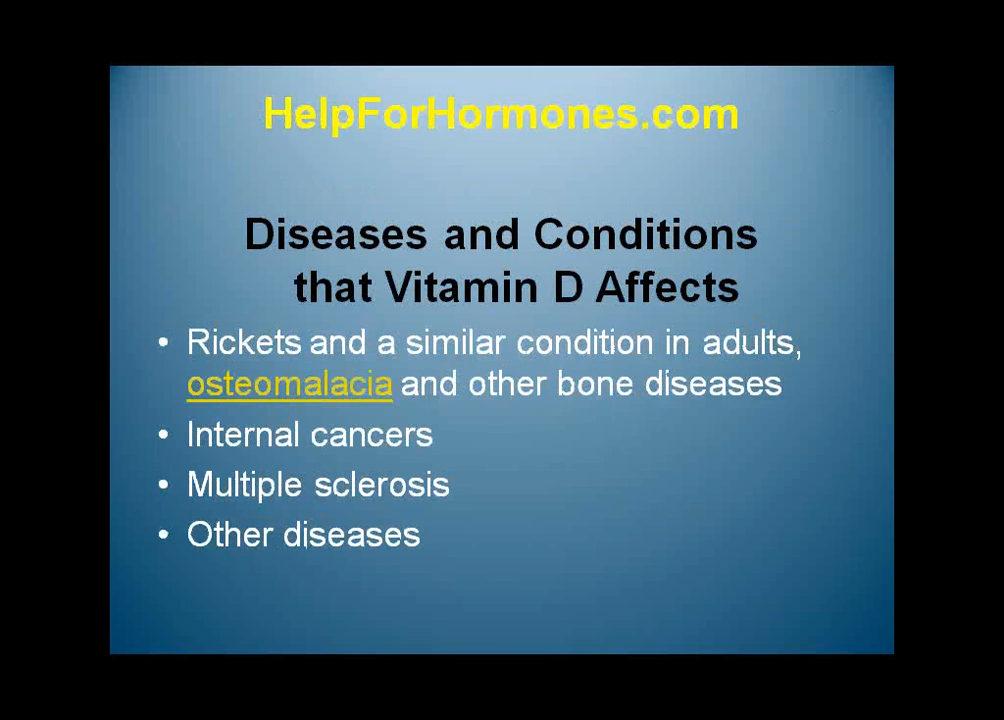 HelpForHormones.com
Diseases and Conditions
that Vitamin D Affects
• Rickets and a similar condition in adults,
osteomalacia and other bone diseases
• Internal cancers
• Multiple sclerosis
• Other diseases